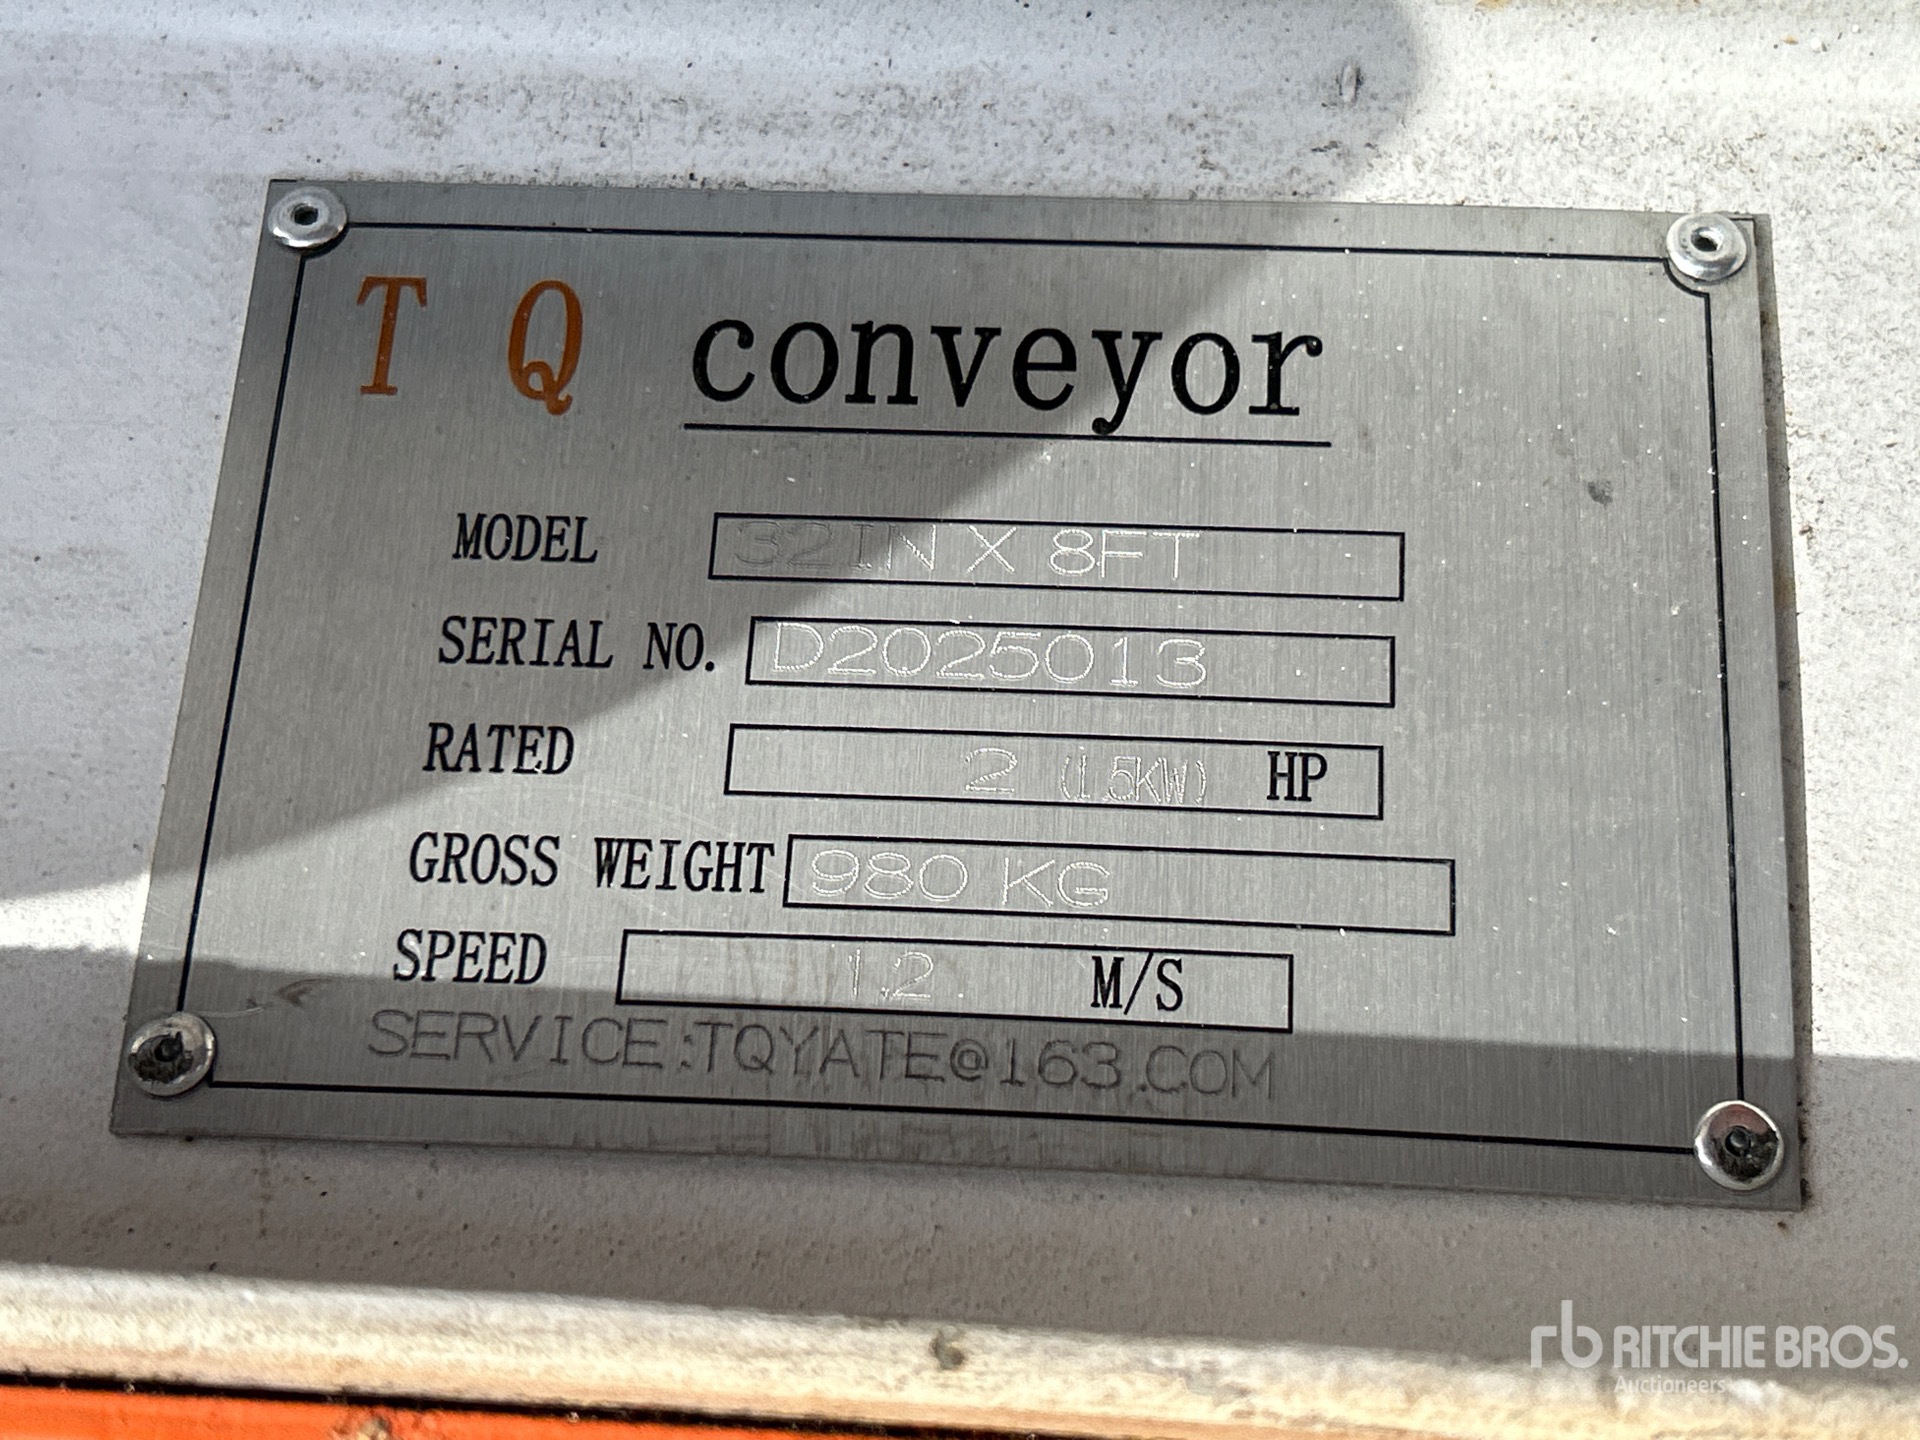 T Q conveyor
MODEL 32IN X 8FT
SERIAL NO. D2025013
RATED 2 (1.5KW) HP
GROSS WEIGHT 980 KG
SPEED 1.2 M/S
SERVICE:TQYATE@163.COM
rb RITCHIE BROS.
Auctioneers